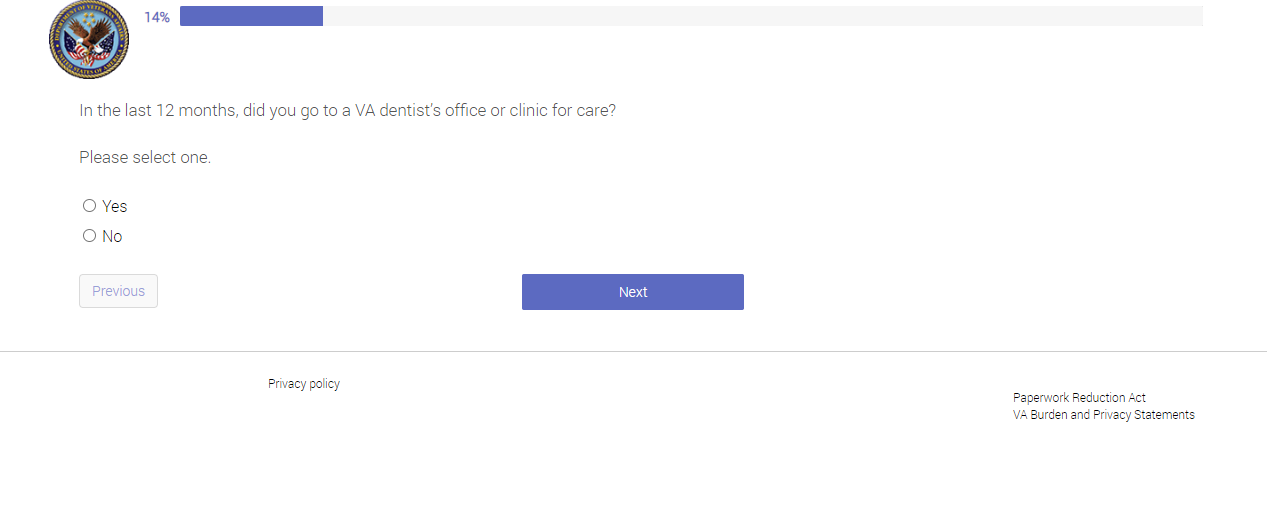 14%
In the last 12 months, did you go to a VA dentist's office or clinic for care?
Please select one.
Yes
No
Previous
Next
Privacy policy
Paperwork Reduction Act
VA Burden and Privacy Statements